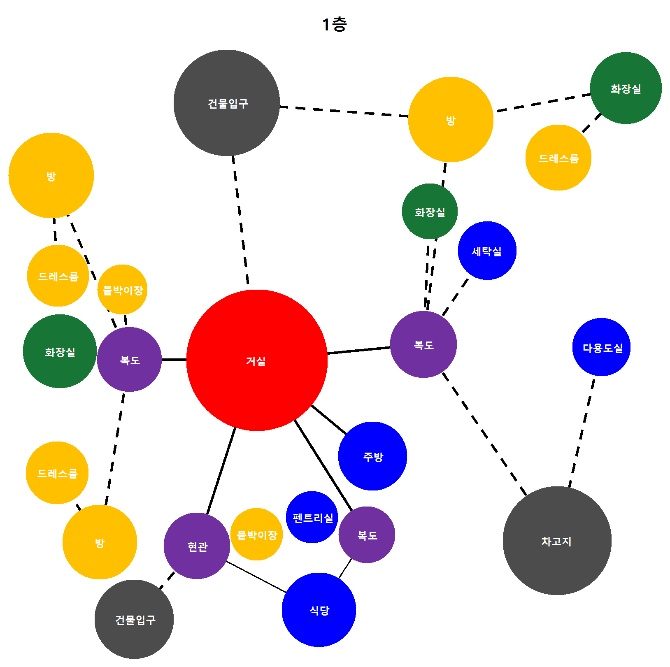 1층
건물입구
방
화장실
드레스룸
방
화장실
세탁실
드레스룸
붙박이장
화장실
복도
거실
복도
다용도실
드레스룸
방
주방
현관
붙박이장
펜트리실
복도
차고지
건물입구
식당